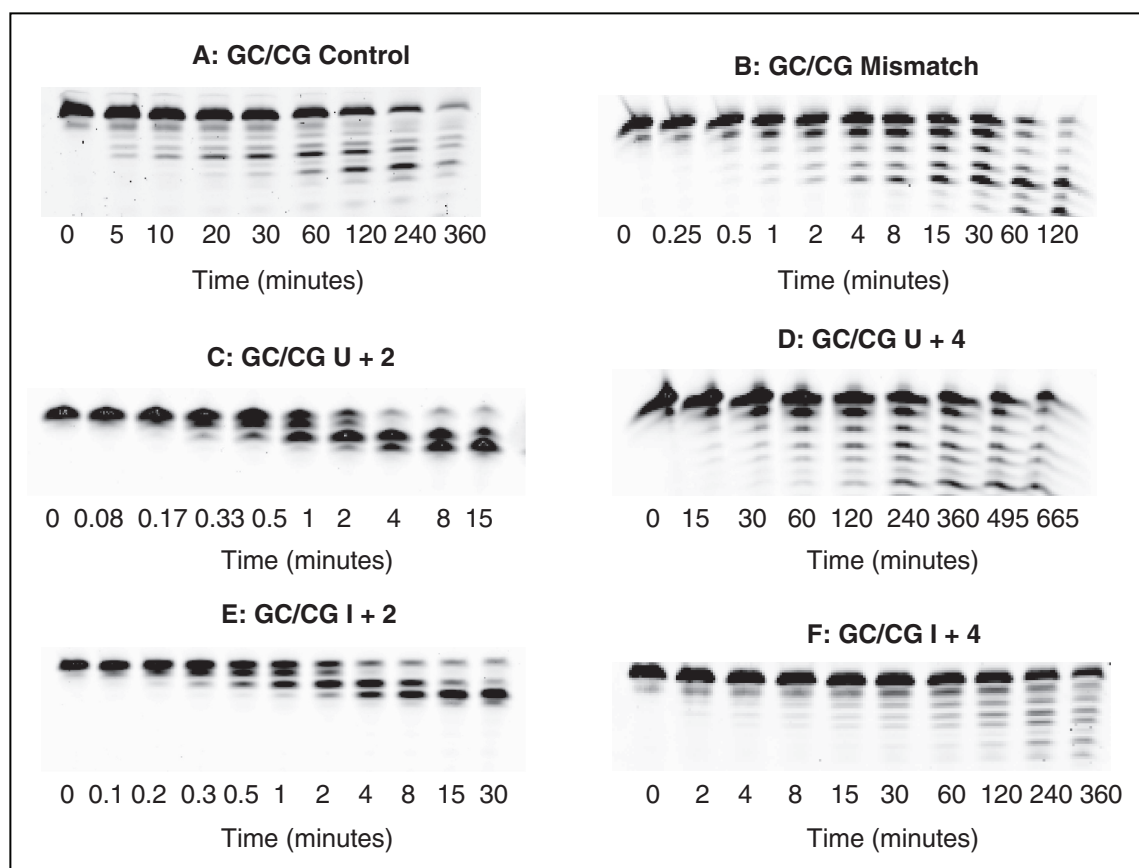 A: GC/CG Control
0 5 10 20 30 60 120 240 360
Time (minutes)
B: GC/CG Mismatch
0 0.25 0.5 1 2 4 8 15 30 60 120
Time (minutes)
C: GC/CG U + 2
0 0.08 0.17 0.33 0.5 1 2 4 8 15
Time (minutes)
D: GC/CG U + 4
0 15 30 60 120 240 360 495 665
Time (minutes)
E: GC/CG I + 2
0 0.1 0.2 0.3 0.5 1 2 4 8 15 30
Time (minutes)
F: GC/CG I + 4
0 2 4 8 15 30 60 120 240 360
Time (minutes)